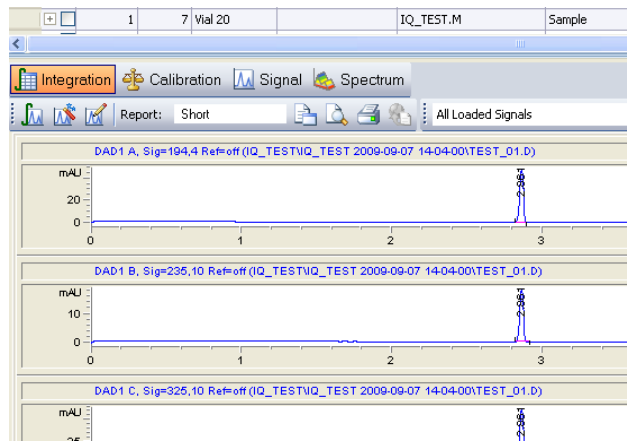 1 7 Vial 20 IQ_TEST.M Sample
Integration Calibration Signal Spectrum
Report: Short All Loaded Signals
DAD1 A, Sig=194,4 Ref=off (IQ_TEST\IQ_TEST 2009-09-07 14-04-00\TEST_01.D)
mAU
20
0
0 1 2 3
DAD1 B, Sig=235,10 Ref=off (IQ_TEST\IQ_TEST 2009-09-07 14-04-00\TEST_01.D)
mAU
10
0
0 1 2 3
DAD1 C, Sig=325,10 Ref=off (IQ_TEST\IQ_TEST 2009-09-07 14-04-00\TEST_01.D)
mAU